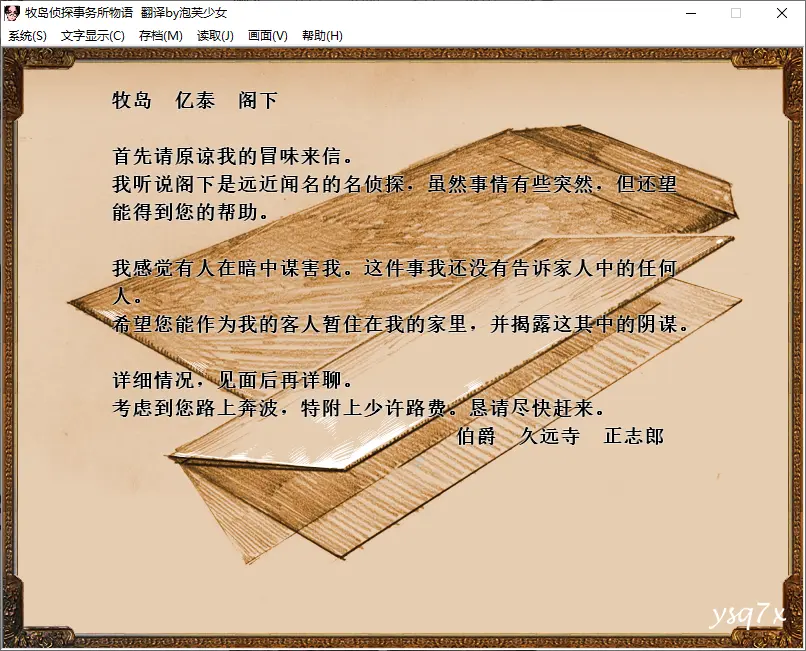 牧岛侦探事务所物语 翻译by泡芙少女
系统(S) 文字显示(C) 存档(M) 读取(J) 画面(V) 帮助(H)
牧岛 亿泰 阁下
首先请原谅我的冒昧来信。
我听说阁下是远近闻名的名侦探，虽然事情有些突然，但还望
能得到您的帮助。
我感觉有人在暗中谋害我。这件事我还没有告诉家人中的任何
人。
希望您能作为我的客人暂住在我的家里，并揭露这其中的阴谋。
详细情况，见面后再详聊。
考虑到您路上奔波，特附上少许路费。恳请尽快赶来。
伯爵 久远寺 正志郎
ysq7x